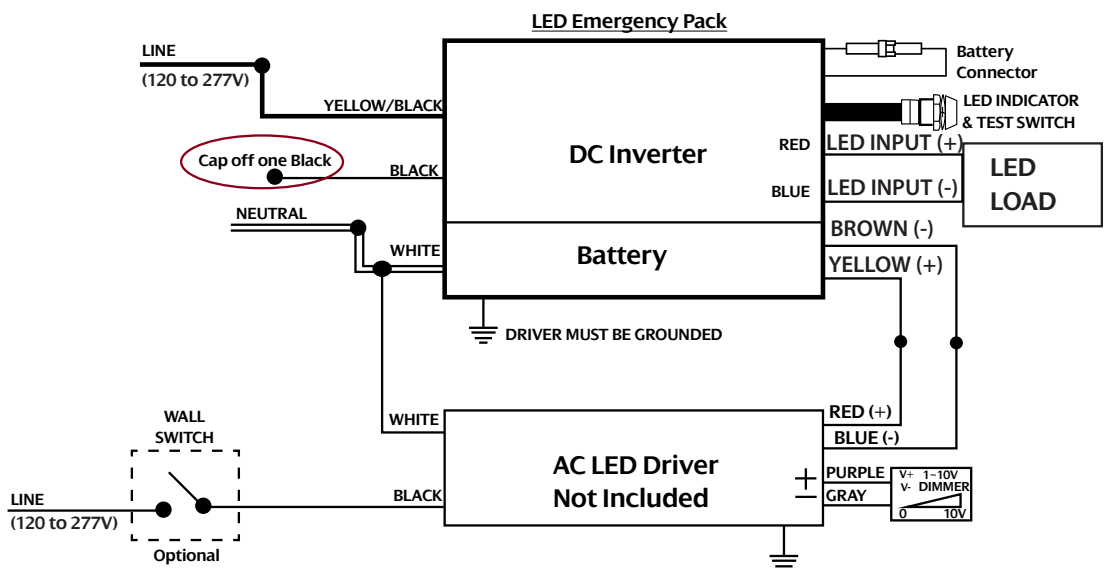 LED Emergency Pack
LINE
(120 to 277V)
YELLOW/BLACK
Cap off one Black
BLACK
NEUTRAL
WHITE
DC Inverter
Battery
RED
BLUE
Battery
Connector
LED INDICATOR
& TEST SWITCH
LED INPUT (+)
LED INPUT (-)
LED
LOAD
BROWN (-)
YELLOW (+)
DRIVER MUST BE GROUNDED
WHITE
WALL
SWITCH
LINE
(120 to 277V)
Optional
BLACK
AC LED Driver
Not Included
+
−
RED (+)
BLUE (-)
PURPLE
GRAY
V+ 1~10V
V- DIMMER
0 10V